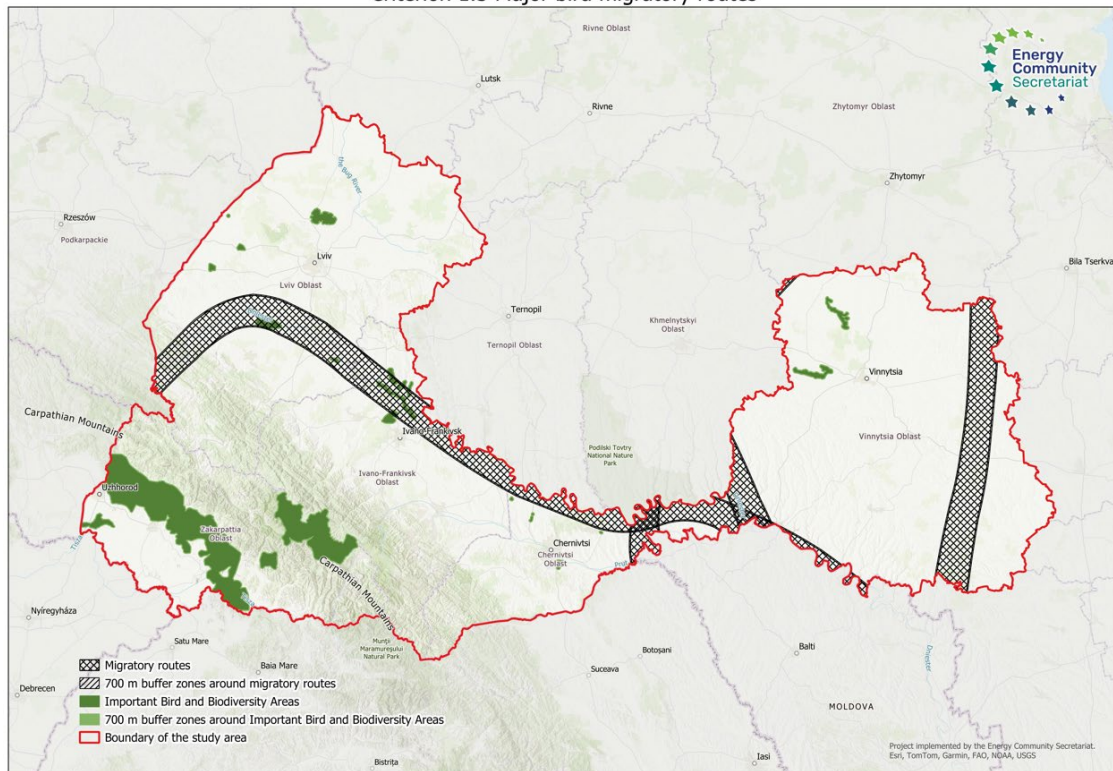 Criterion 1.3 Major bird migratory routes
Rivne Oblast
Energy
Community
Secretariat
Lutsk
Rivne
Zhytomyr Oblast
the Bug River
Zhytomyr
Rzeszów
Podkarpackie
Lviv
Bila Tserkva
Lviv Oblast
Ternopil
Khmelnytskyi
Oblast
Ternopil Oblast
Vinnytsia
Carpathian Mountains
Ivano-Frankivsk
Vinnytsia Oblast
Podilski Tovtry
National Nature
Park
Ivano-Frankivsk
Oblast
Uzhhorod
Zakarpattia
Oblast
Chernivtsi
Chernivtsi
Oblast
Tisza
Carpathian Mountains
Nyíregyháza
Satu Mare
Munții
Maramureșului
Natural Park
Botoșani
Balti
Dniester
Baia Mare
Suceava
Debrecen
MOLDOVA
Migratory routes
700 m buffer zones around migratory routes
Important Bird and Biodiversity Areas
700 m buffer zones around Important Bird and Biodiversity Areas
Boundary of the study area
Bistrița
Iasi
Project implemented by the Energy Community Secretariat.
Esri, TomTom, Garmin, FAO, NOAA, USGS